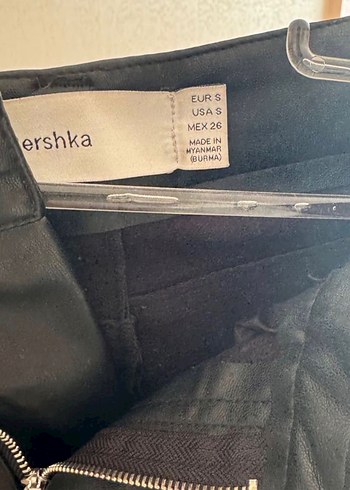 ershka
EUR S
USA S
MEX 26
MADE IN
MYANMAR
(BURMA)